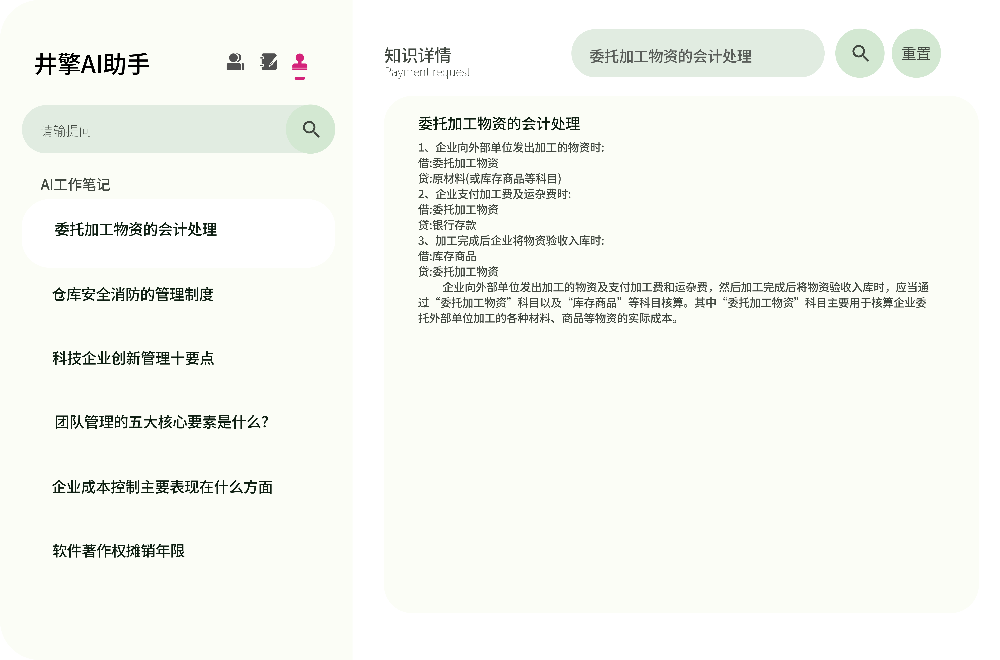 井擎AI助手
请输提问
AI工作笔记
委托加工物资的会计处理
仓库安全消防的管理制度
科技企业创新管理十要点
团队管理的五大核心要素是什么？
企业成本控制主要表现在什么方面
软件著作权摊销年限
知识详情
Payment request
委托加工物资的会计处理
重置
委托加工物资的会计处理
1、企业向外部单位发出加工的物资时:
借:委托加工物资
贷:原材料(或库存商品等科目)
2、企业支付加工费及运杂费时:
借:委托加工物资
贷:银行存款
3、加工完成后企业将物资验收入库时:
借:库存商品
贷:委托加工物资
企业向外部单位发出加工的物资及支付加工费和运杂费，然后加工完成后将物资验收入库时，应当通
过“委托加工物资”科目以及“库存商品”等科目核算。其中“委托加工物资”科目主要用于核算企业委
托外部单位加工的各种材料、商品等物资的实际成本。